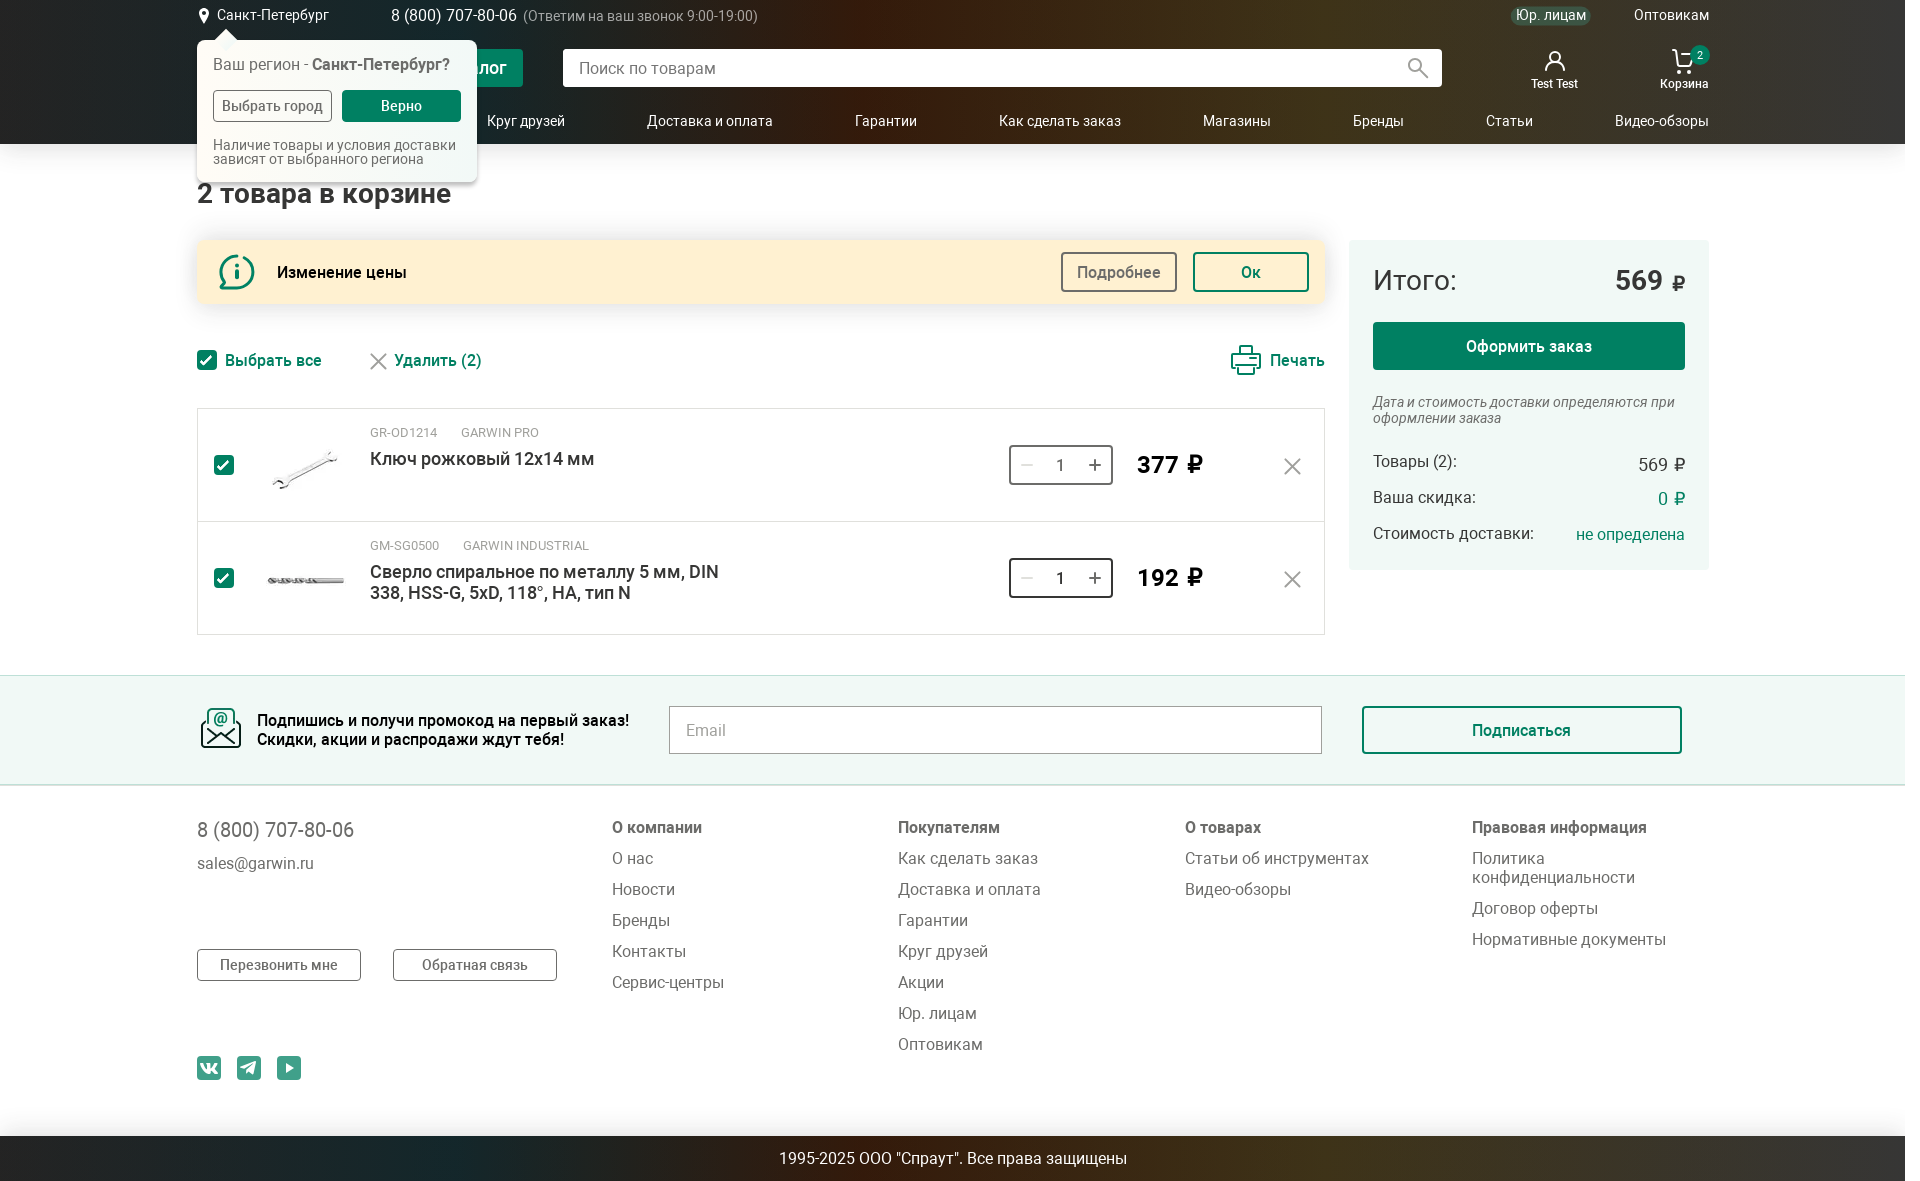 Санкт-Петербург
8 (800) 707-80-06 (Ответим на ваш звонок 9:00-19:00)
Юр. лицам
Оптовикам
Ваш регион - Санкт-Петербург?
Выбрать город
Верно
Наличие товары и условия доставки
зависят от выбранного региона
Поиск по товарам
Test Test
2
Корзина
Круг друзей
Доставка и оплата
Гарантии
Как сделать заказ
Магазины
Бренды
Статьи
Видео-обзоры
2 товара в корзине
Изменение цены
Подробнее
Ок
Выбрать все
Удалить (2)
Печать
GR-OD1214 GARWIN PRO
Ключ рожковый 12x14 мм
1
377 ₽
GM-SG0500 GARWIN INDUSTRIAL
Сверло спиральное по металлу 5 мм, DIN
338, HSS-G, 5xD, 118°, HA, тип N
1
192 ₽
Итого: 569 ₽
Оформить заказ
Дата и стоимость доставки определяются при
оформлении заказа
Товары (2): 569 ₽
Ваша скидка: 0 ₽
Стоимость доставки: не определена
Подпишись и получи промокод на первый заказ!
Скидки, акции и распродажи ждут тебя!
Email
Подписаться
8 (800) 707-80-06
sales@garwin.ru
Перезвонить мне
Обратная связь
О компании
О нас
Новости
Бренды
Контакты
Сервис-центры
Покупателям
Как сделать заказ
Доставка и оплата
Гарантии
Круг друзей
Акции
Юр. лицам
Оптовикам
О товарах
Статьи об инструментах
Видео-обзоры
Правовая информация
Политика
конфиденциальности
Договор оферты
Нормативные документы
1995-2025 ООО "Спраут". Все права защищены